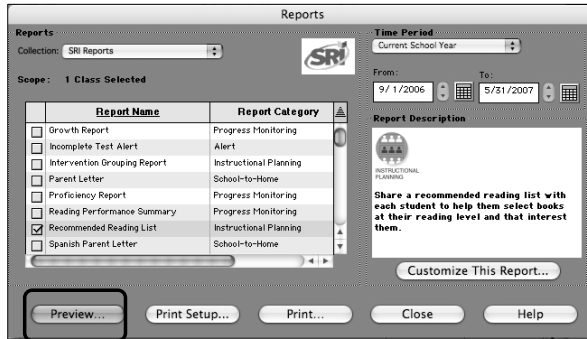 Reports
Reports
Collection: SRI Reports
SRI
Scope: 1 Class Selected
Report Name Report Category
Growth Report Progress Monitoring
Incomplete Test Alert Alert
Intervention Grouping Report Instructional Planning
Parent Letter School-to-Home
Proficiency Report Progress Monitoring
Reading Performance Summary Progress Monitoring
Recommended Reading List Instructional Planning
Spanish Parent Letter School-to-Home
Time Period
Current School Year
From: To:
9/ 1/2006 5/31/2007
Report Description
INSTRUCTIONAL
PLANNING
Share a recommended reading list with
each student to help them select books
at their reading level and that interest
them.
Customize This Report...
Preview... Print Setup... Print... Close Help